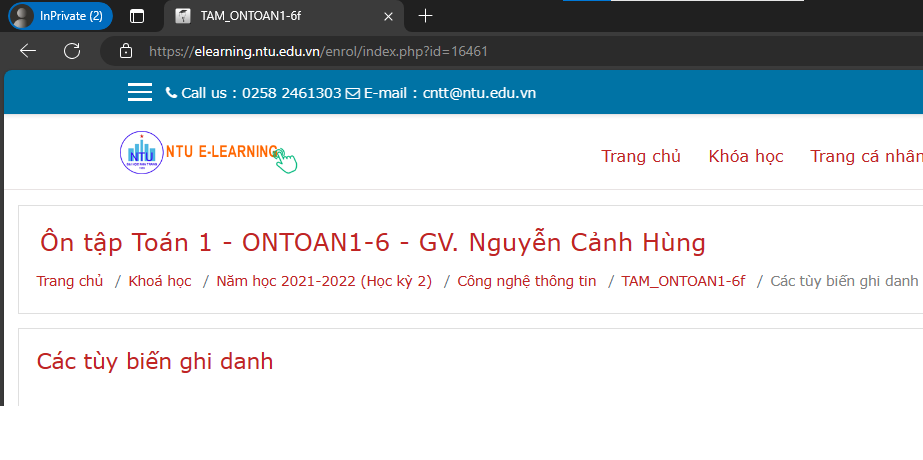 InPrivate (2)
TAM_ONTOAN1-6f
https://elearning.ntu.edu.vn/enrol/index.php?id=16461
Call us : 0258 2461303 E-mail : cntt@ntu.edu.vn
NTU
NTU E-LEARNING
Trang chủ Khóa học Trang cá nhân
Ôn tập Toán 1 - ONTOAN1-6 - GV. Nguyễn Cảnh Hùng
Trang chủ / Khoá học / Năm học 2021-2022 (Học kỳ 2) / Công nghệ thông tin / TAM_ONTOAN1-6f / Các tùy biến ghi danh
Các tùy biến ghi danh